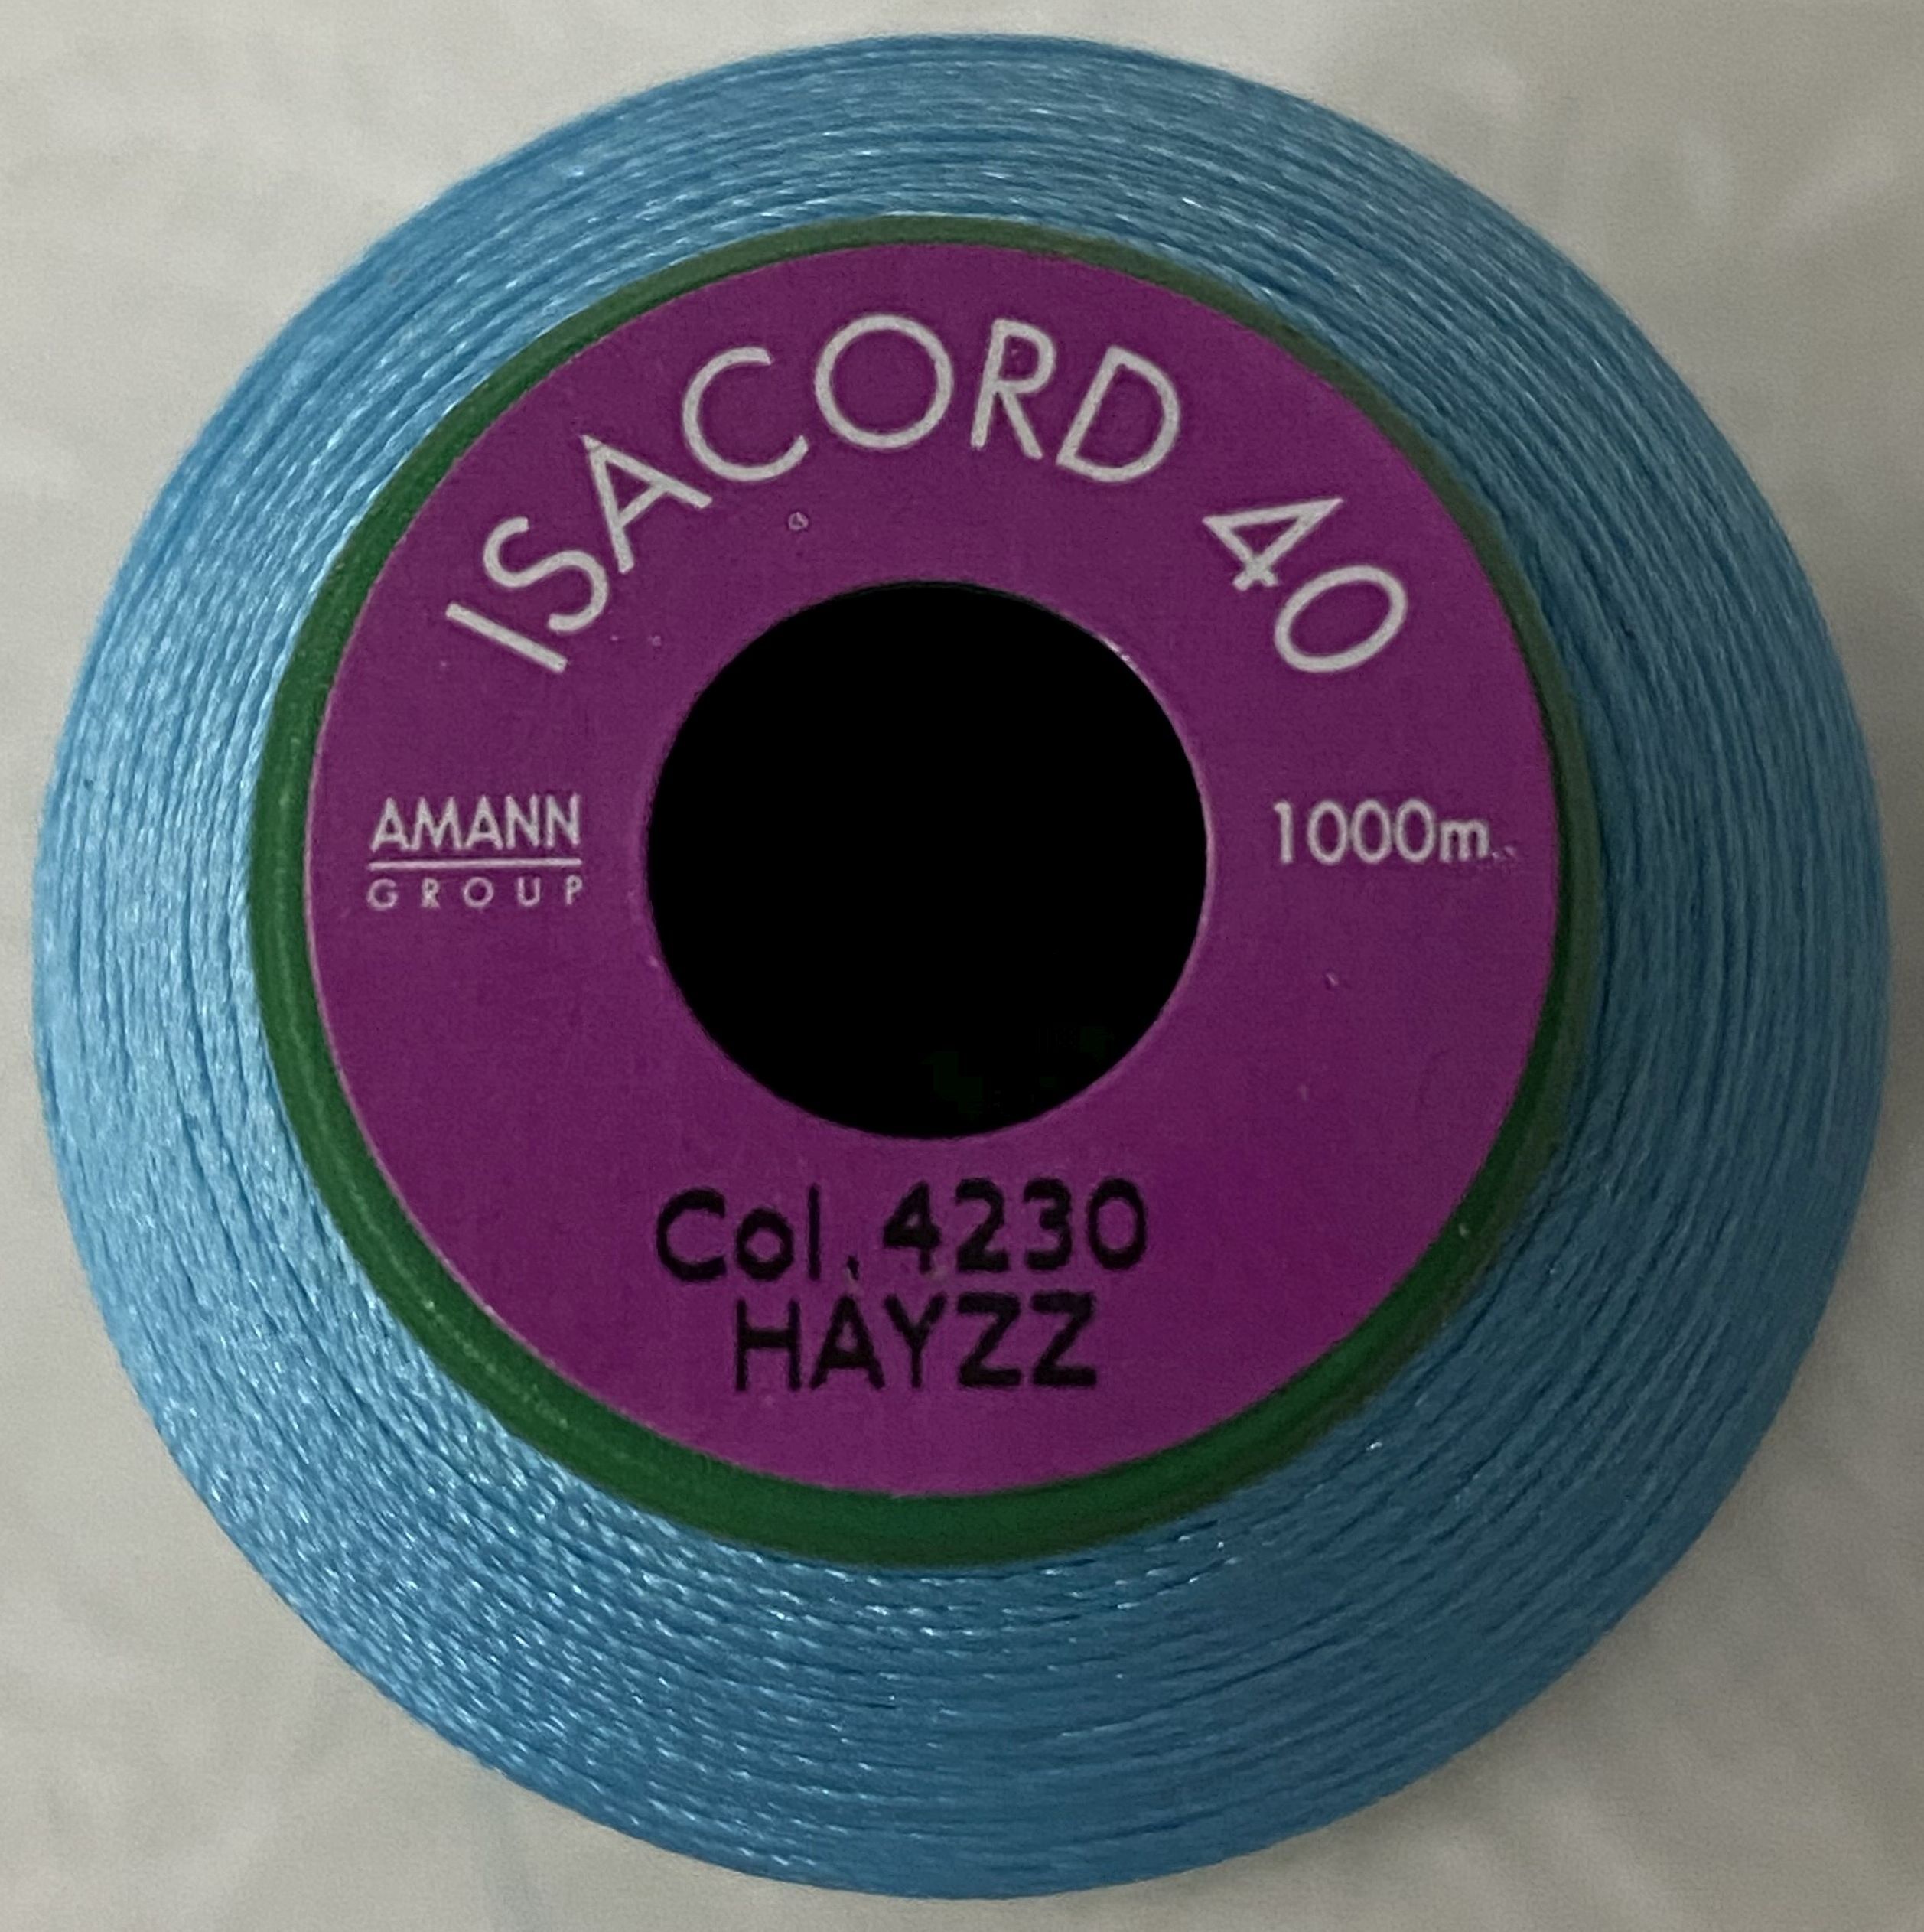 ISACORD 40
AMANN
GROUP
1000m
Col.4230
HAYZZ